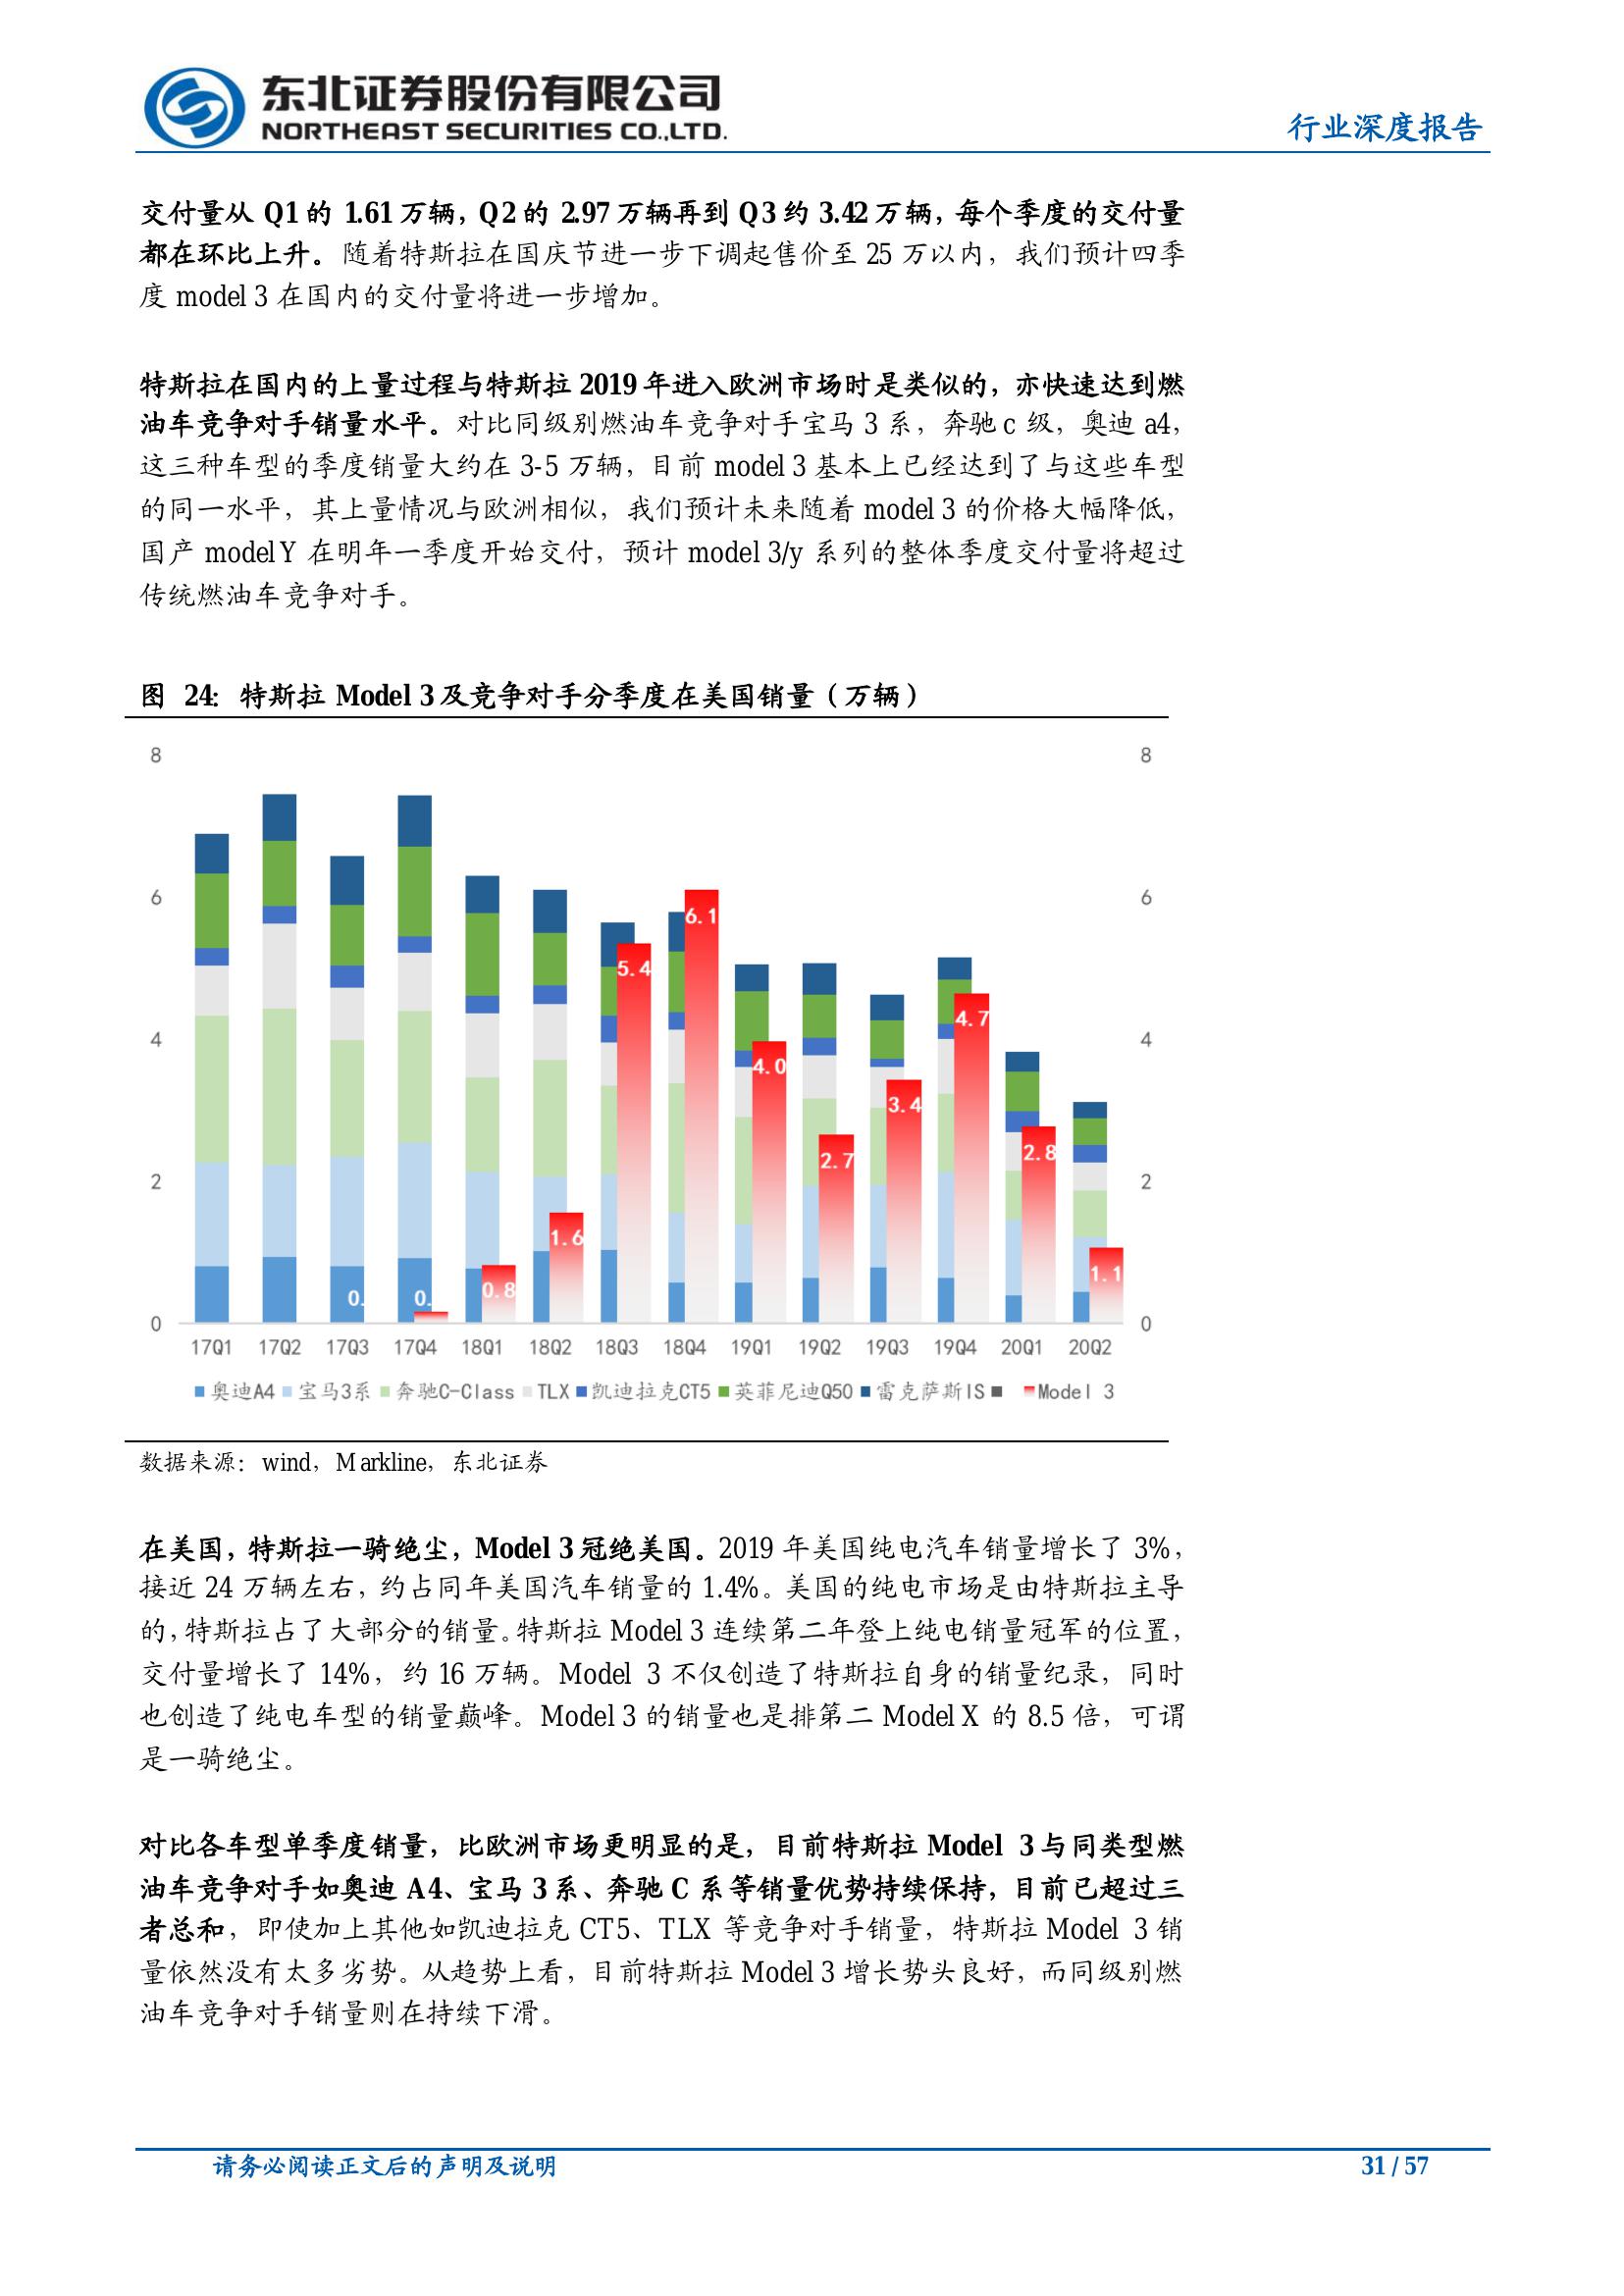 东北证券股份有限公司
NORTHEAST SECURITIES CO.,LTD.
行业深度报告
交付量从 Q1 的 1.61 万辆，Q2 的 2.97 万辆再到 Q3 约 3.42 万辆，每个季度的交付量
都在环比上升。随着特斯拉在国庆节进一步下调起售价至 25 万以内，我们预计四季
度 model 3 在国内的交付量将进一步增加。
特斯拉在国内的上量过程与特斯拉 2019 年进入欧洲市场时是类似的，亦快速达到燃
油车竞争对手销量水平。对比同级别燃油车竞争对手宝马 3 系，奔驰 c 级，奥迪 a4，
这三种车型的季度销量大约在 3-5 万辆，目前 model 3 基本上已经达到了与这些车型
的同一水平，其上量情况与欧洲相似，我们预计未来随着 model 3 的价格大幅降低，
国产 model Y 在明年一季度开始交付，预计 model 3/y 系列的整体季度交付量将超过
传统燃油车竞争对手。
图 24：特斯拉 Model 3 及竞争对手分季度在美国销量（万辆）
8 8
6 6
4 4
2 2
0 0
0. 0. 0.8 1.6 5.4 6.1 4.0 2.7 3.4 4.7 2.8 1.1
17Q1 17Q2 17Q3 17Q4 18Q1 18Q2 18Q3 18Q4 19Q1 19Q2 19Q3 19Q4 20Q1 20Q2
奥迪A4 宝马3系 奔驰C-Class TLX 凯迪拉克CT5 英菲尼迪Q50 雷克萨斯IS Model 3
数据来源：wind，Markline，东北证券
在美国，特斯拉一骑绝尘，Model 3 冠绝美国。2019 年美国纯电汽车销量增长了 3%，
接近 24 万辆左右，约占同年美国汽车销量的 1.4%。美国的纯电市场是由特斯拉主导
的，特斯拉占了大部分的销量。特斯拉 Model 3 连续第二年登上纯电销量冠军的位置，
交付量增长了 14%，约 16 万辆。Model 3 不仅创造了特斯拉自身的销量纪录，同时
也创造了纯电车型的销量巅峰。Model 3 的销量也是排第二 Model X 的 8.5 倍，可谓
是一骑绝尘。
对比各车型单季度销量，比欧洲市场更明显的是，目前特斯拉 Model 3 与同类型燃
油车竞争对手如奥迪 A4、宝马 3 系、奔驰 C 系等销量优势持续保持，目前已超过三
者总和，即使加上其他如凯迪拉克 CT5、TLX 等竞争对手销量，特斯拉 Model 3 销
量依然没有太多劣势。从趋势上看，目前特斯拉 Model 3 增长势头良好，而同级别燃
油车竞争对手销量则在持续下滑。
请务必阅读正文后的声明及说明
31 / 57